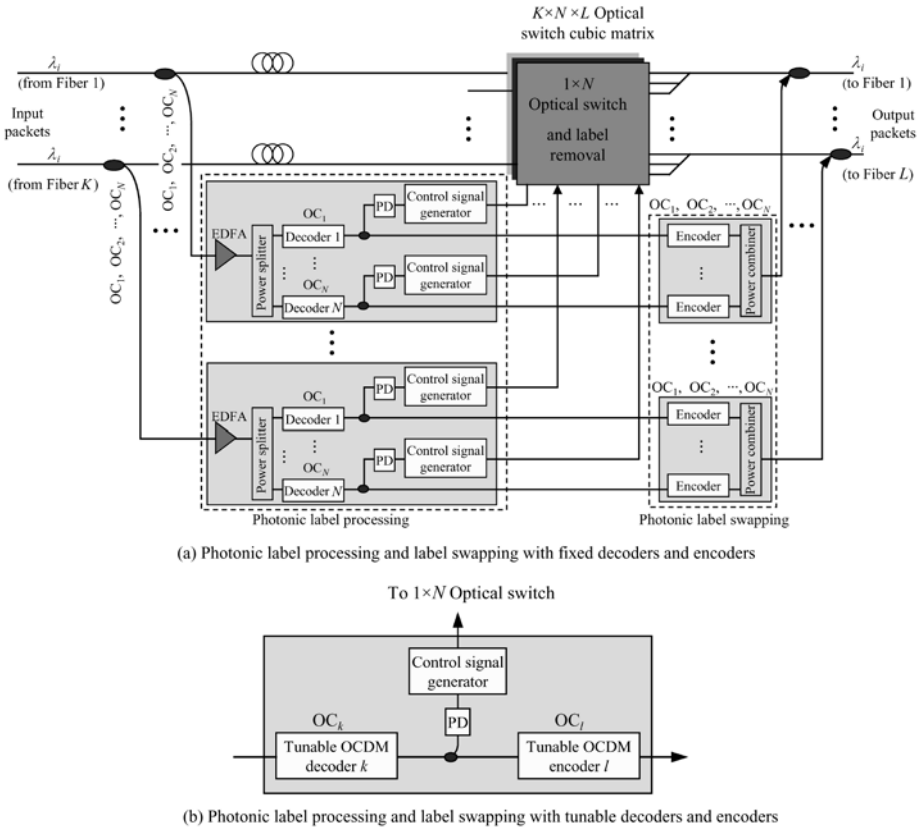 K×N×L Optical
switch cubic matrix
λi
(from Fiber 1)
Input
packets
λi
(from Fiber K)
OC1, OC2, ···, OCN
OC1, OC2, ···, OCN
1×N
Optical switch
and label
removal
λi
(to Fiber 1)
Output
packets
λi
(to Fiber L)
EDFA
Power splitter
OC1
Decoder 1
OCN
Decoder N
PD
Control signal
generator
PD
Control signal
generator
OC1, OC2, ···, OCN
Encoder
Encoder
Power combiner
EDFA
Power splitter
OC1
Decoder 1
OCN
Decoder N
PD
Control signal
generator
PD
Control signal
generator
OC1, OC2, ···, OCN
Encoder
Encoder
Power combiner
Photonic label processing
Photonic label swapping
(a) Photonic label processing and label swapping with fixed decoders and encoders
To 1×N Optical switch
Control signal
generator
PD
OCk
Tunable OCDM
decoder k
OCl
Tunable OCDM
encoder l
(b) Photonic label processing and label swapping with tunable decoders and encoders